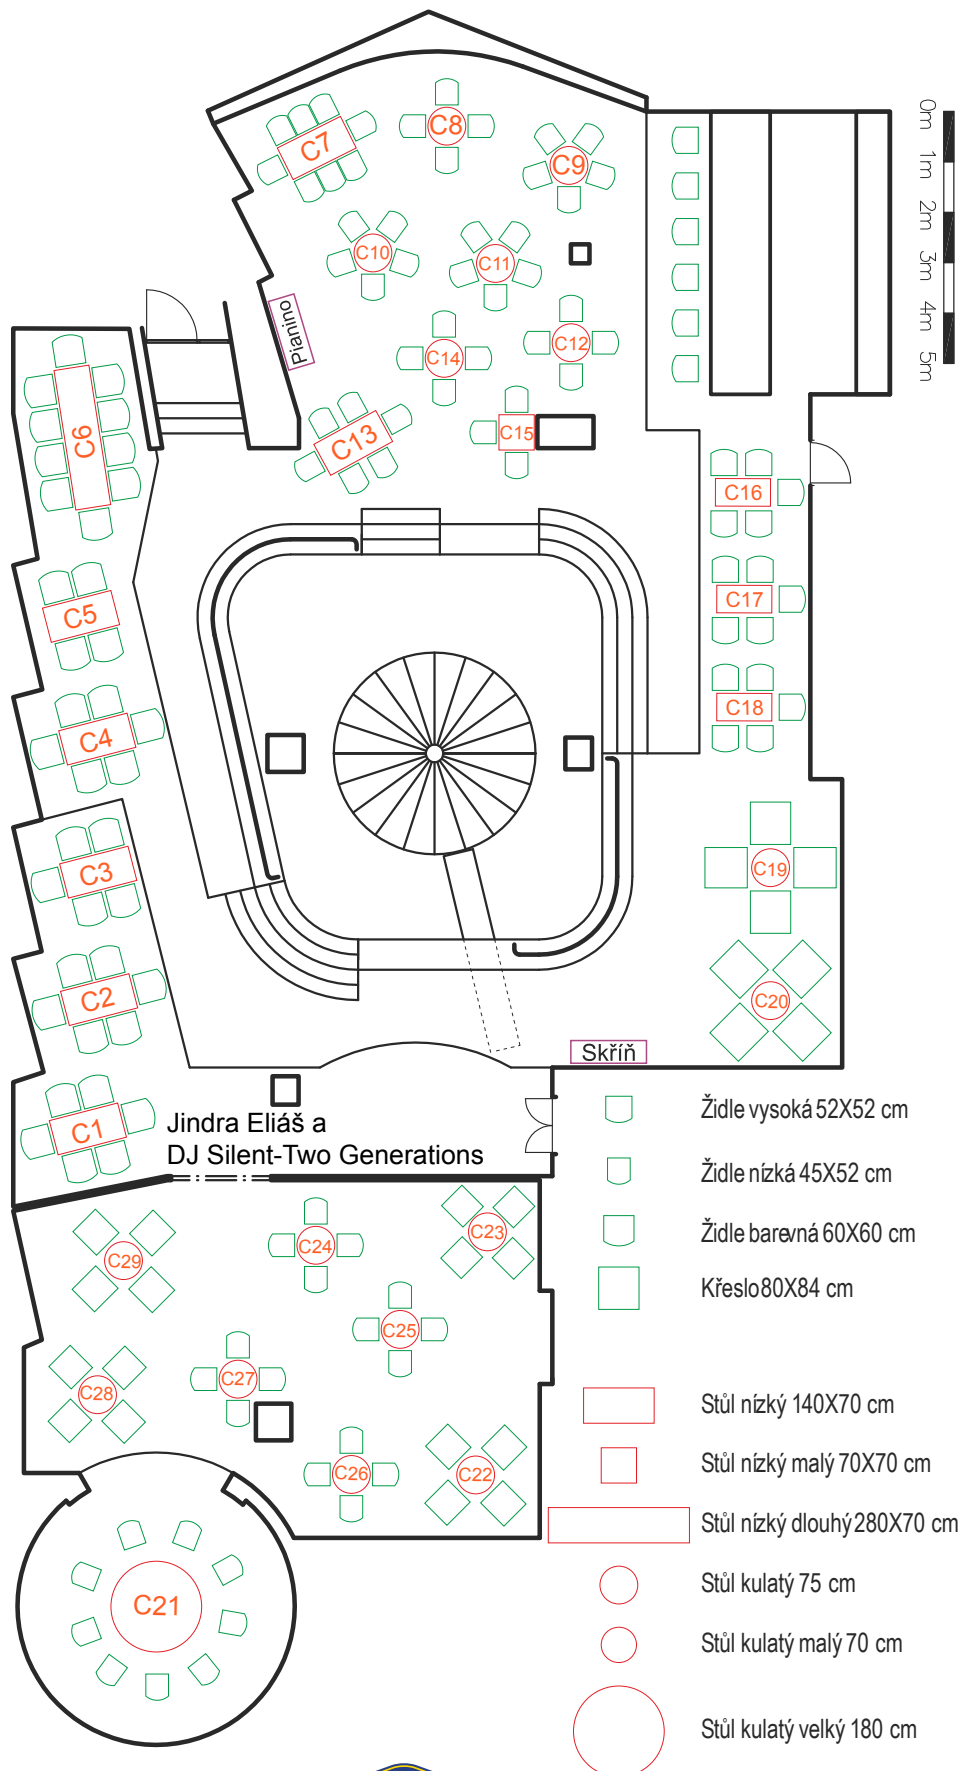 C7
C8
C9
0m 1m 2m 3m 4m 5m
C10
C11
Pianino
C12
C14
C6
C13
C15
C16
C5
C17
C18
C4
C3
C19
C2
C20
Skříň
C1
Jindra Eliáš a
DJ Silent-Two Generations
Židle vysoká 52X52 cm
Židle nízká 45X52 cm
Židle barevná 60X60 cm
Křeslo80X84 cm
C29
C24
C23
C25
C28
C27
C26
C22
Stůl nízký 140X70 cm
Stůl nízký malý 70X70 cm
Stůl nízký dlouhý 280X70 cm
C21
Stůl kulatý 75 cm
Stůl kulatý malý 70 cm
Stůl kulatý velký 180 cm